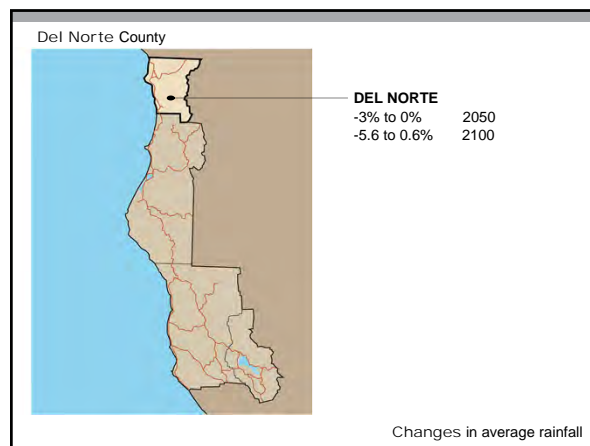 Del Norte County
DEL NORTE
-3% to 0% 2050
-5.6 to 0.6% 2100
Changes in average rainfall